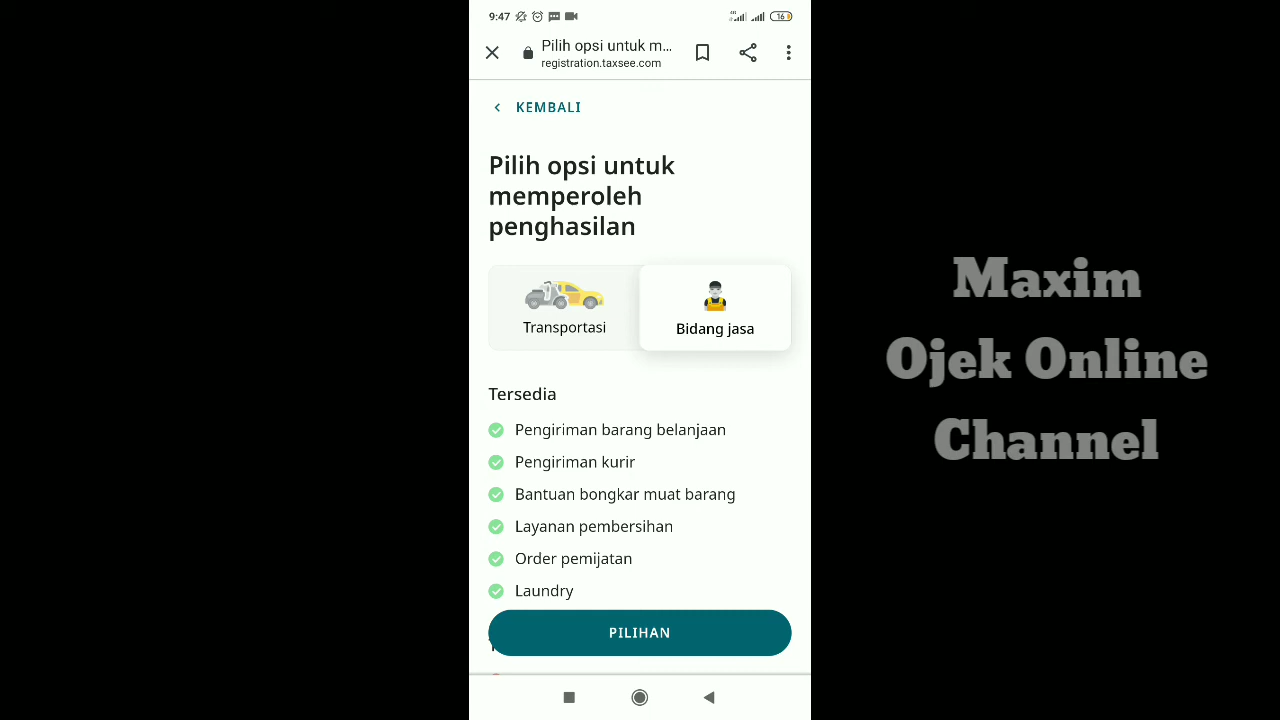 9:47
16
Pilih opsi untuk m...
registration.taxsee.com
KEMBALI
Pilih opsi untuk
memperoleh
penghasilan
Transportasi
Bidang jasa
Tersedia
Pengiriman barang belanjaan
Pengiriman kurir
Bantuan bongkar muat barang
Layanan pembersihan
Order pemijatan
Laundry
PILIHAN
Maxim
Ojek Online
Channel